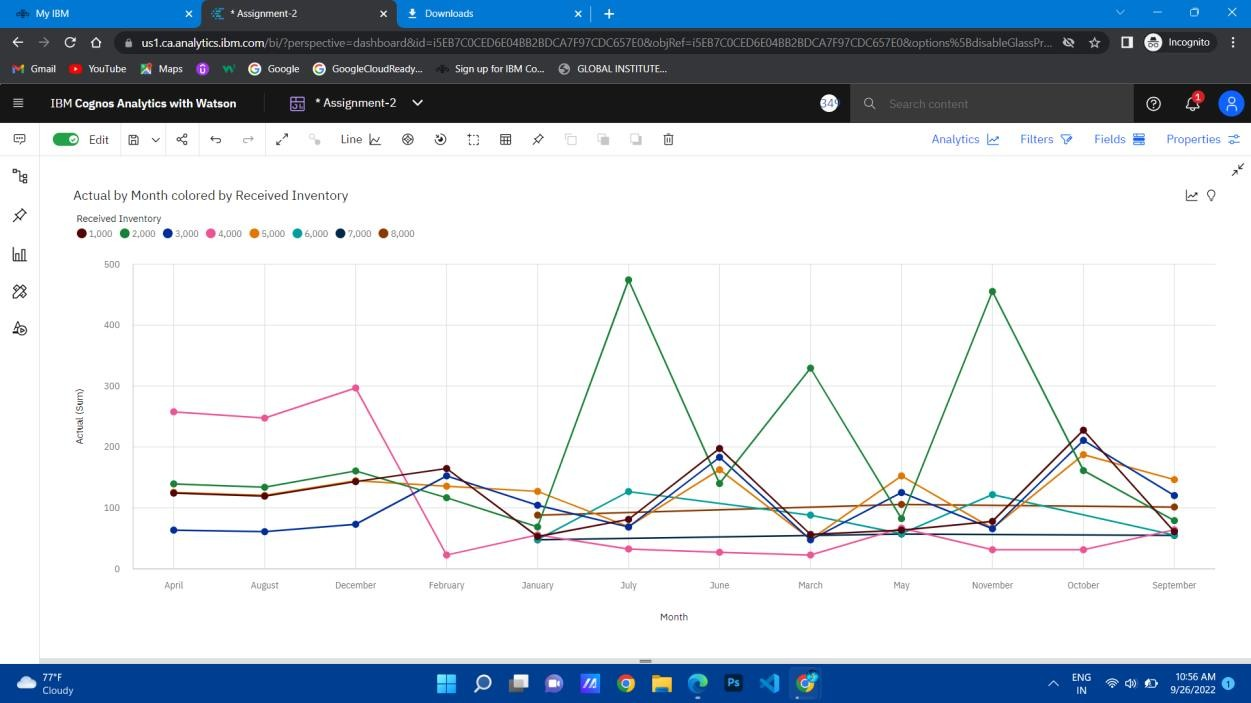 My IBM
* Assignment-2
Downloads
us1.ca.analytics.ibm.com/bi/?perspective=dashboard&id=i5EB7C0CED6E04BB2BDCA7F97CDC657E0&objRef=i5EB7C0CED6E04BB2BDCA7F97CDC657E0&options%5BdisableGlassPr...
Incognito
Gmail
YouTube
Maps
Google
GoogleCloudReady...
Sign up for IBM Co...
GLOBAL INSTITUTE...
IBM Cognos Analytics with Watson
* Assignment-2
Search content
1
Edit
Line
Analytics
Filters
Fields
Properties
Actual by Month colored by Received Inventory
Received Inventory
1,000 2,000 3,000 4,000 5,000 6,000 7,000 8,000
500
400
300
200
100
0
Actual (Sum)
April August December February January July June March May November October September
Month
77°F
Cloudy
Ps
ENG
IN
10:56 AM
9/26/2022
1